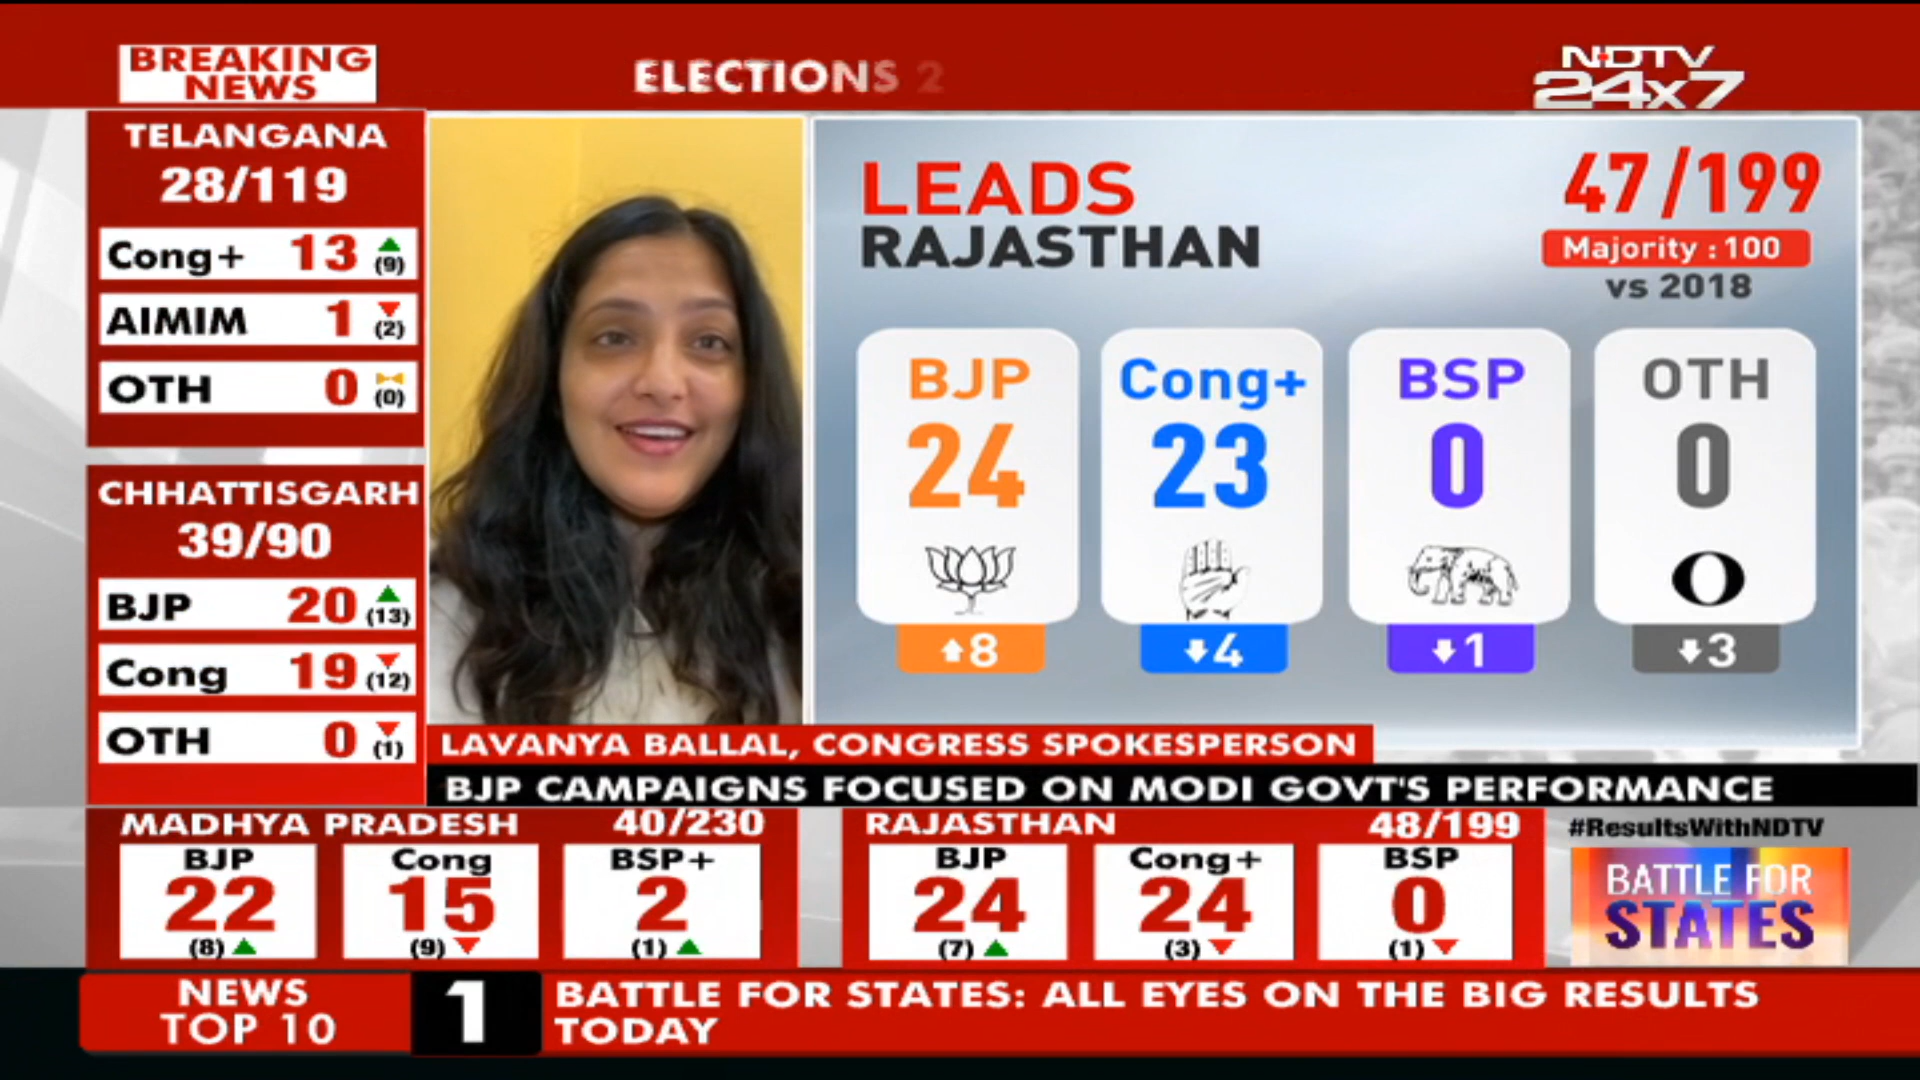 BREAKING
NEWS
ELECTIONS 2
NDTV
24x7
TELANGANA
28/119
Cong+ 13 (9)
AIMIM 1 (2)
OTH 0 (0)
CHHATTISGARH
39/90
BJP 20 (13)
Cong 19 (12)
OTH 0 (1)
LEADS
RAJASTHAN
47/199
Majority : 100
vs 2018
BJP Cong+ BSP OTH
24 23 0 0
8 4 1 3
LAVANYA BALLAL, CONGRESS SPOKESPERSON
BJP CAMPAIGNS FOCUSED ON MODI GOVT'S PERFORMANCE
MADHYA PRADESH 40/230
BJP Cong BSP+
22 15 2
(8) (9) (1)
RAJASTHAN 48/199
BJP Cong+ BSP
24 24 0
(7) (3) (1)
#ResultsWithNDTV
BATTLE FOR
STATES
NEWS
TOP 10
1
BATTLE FOR STATES: ALL EYES ON THE BIG RESULTS
TODAY